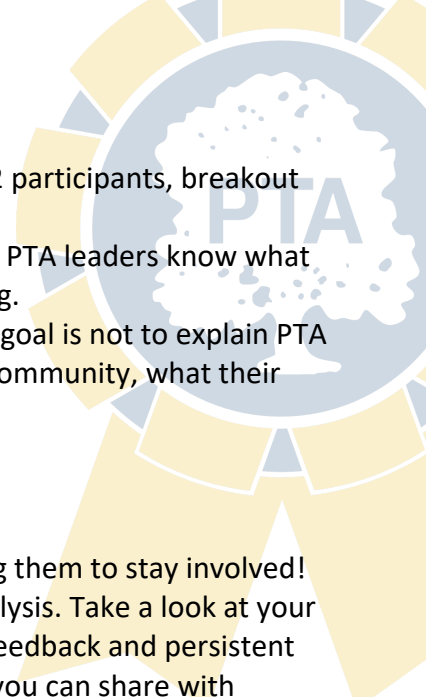 participants, breakout
PTA leaders know what
g.
goal is not to explain PTA
ommunity, what their
PTA
g them to stay involved!
lysis. Take a look at your
eedback and persistent
you can share with